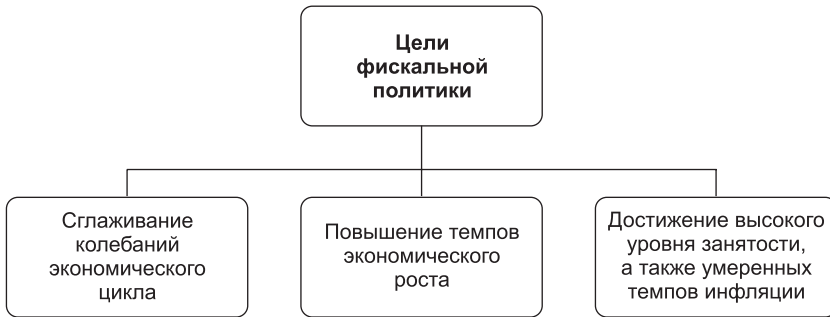 Цели
фискальной
политики
Сглаживание
колебаний
экономического
цикла
Повышение темпов
экономического
роста
Достижение высокого
уровня занятости,
а также умеренных
темпов инфляции